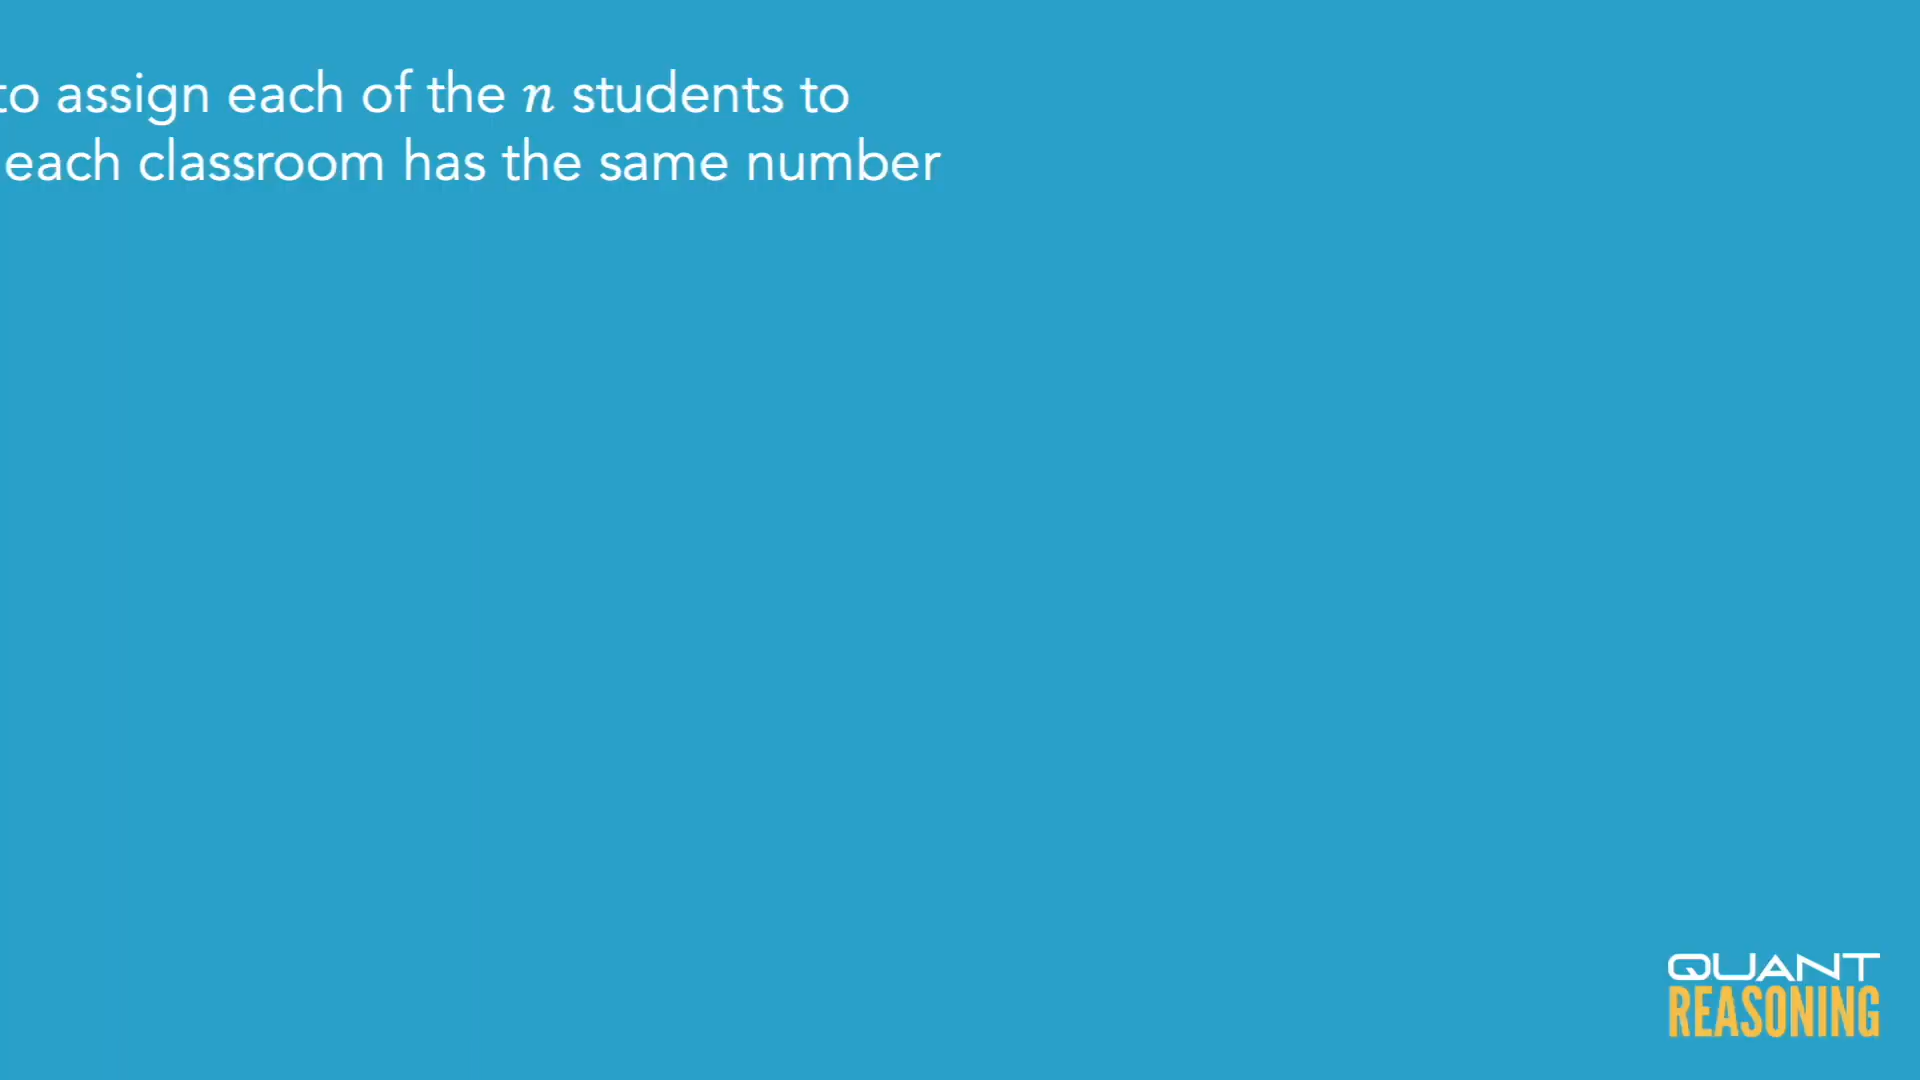 to assign each of the n students to
each classroom has the same number
QUANT
REASONING